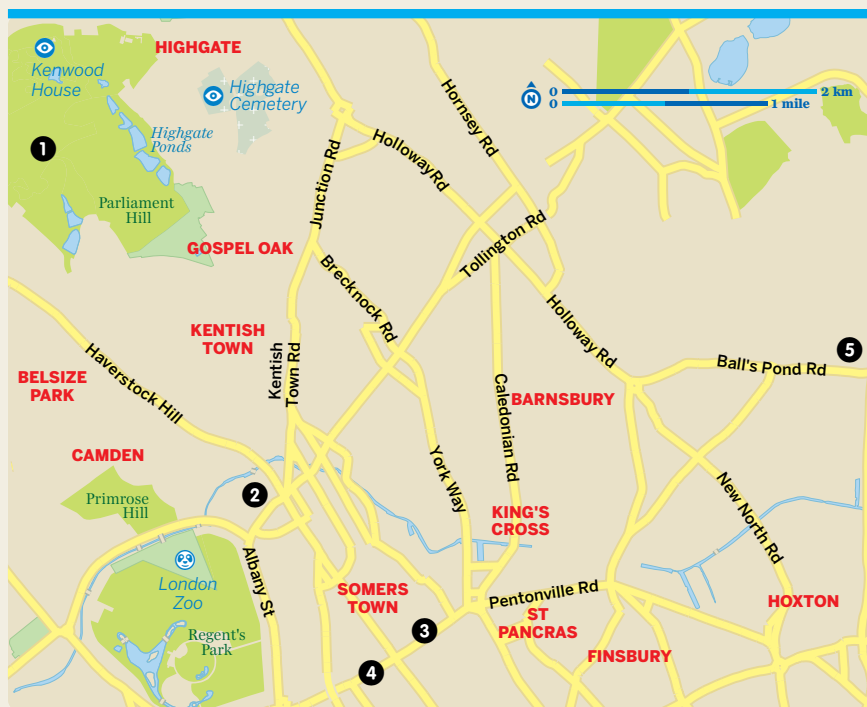 HIGHGATE
Kenwood
House
Highgate
Cemetery
Hornsey Rd
N
0
2 km
0
1 mile
1
Highgate
Ponds
Junction Rd
HollowayRd
Parliament
Hill
Tollington Rd
GOSPEL OAK
Brecknock Rd
Holloway Rd
KENTISH
TOWN
Kentish
Town Rd
5
Ball's Pond Rd
Haverstock Hill
BELSIZE
PARK
Caledonian Rd
BARNSBURY
CAMDEN
York Way
New North Rd
2
Primrose
Hill
KING'S
CROSS
Albany St
London
Zoo
SOMERS
TOWN
Pentonville Rd
HOXTON
ST
PANCRAS
3
Regent's
Park
FINSBURY
4